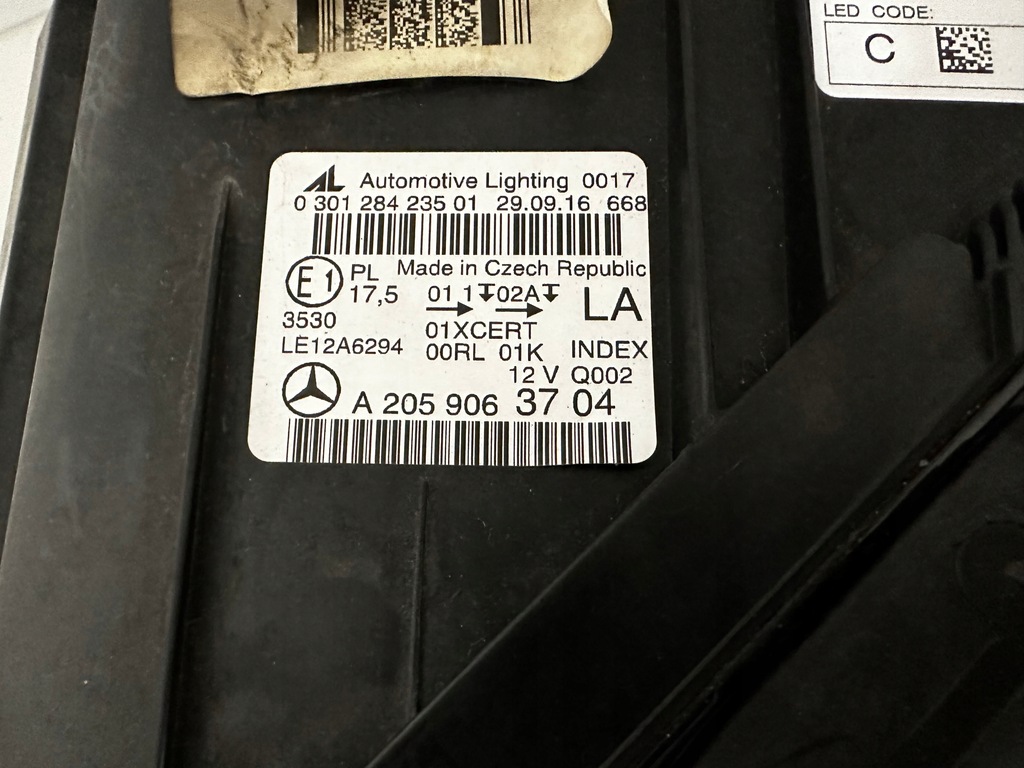 LED CODE:
C
Automotive Lighting 0017
0 301 284 235 01 29.09.16 668
Made in Czech Republic
E1 PL
17,5 01 1 02A LA
3530 01XCERT
LE12A6294 00RL 01K INDEX
12 V Q002
A 205 906 37 04